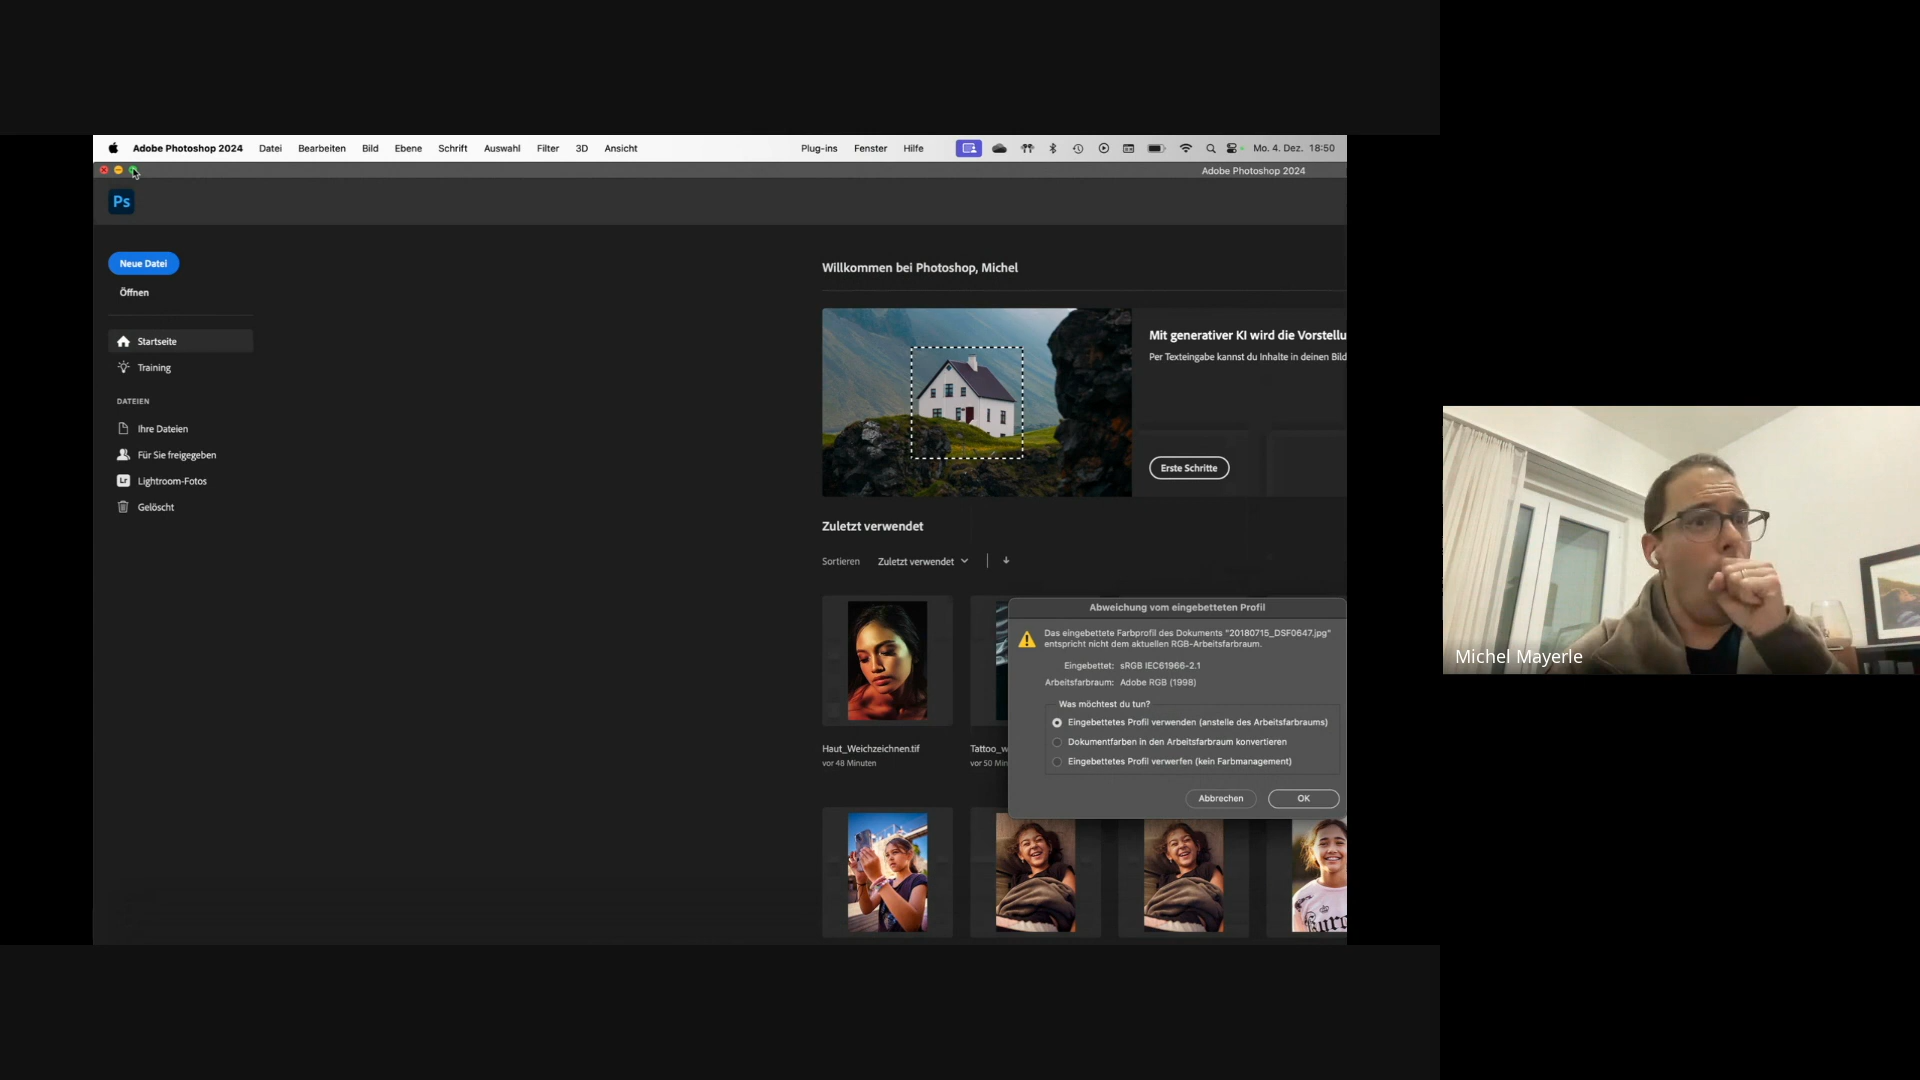 Adobe Photoshop 2024 Datei Bearbeiten Bild Ebene Schrift Auswahl Filter 3D Ansicht Plug-ins Fenster Hilfe Mo. 4. Dez. 18:50
Adobe Photoshop 2024
Ps
Neue Datei
Öffnen
Startseite
Training
DATEIEN
Ihre Dateien
Für Sie freigegeben
Lr Lightroom-Fotos
Gelöscht
Willkommen bei Photoshop, Michel
Mit generativer KI wird die Vorstellu
Per Texteingabe kannst du Inhalte in deinen Bild
Erste Schritte
Zuletzt verwendet
Sortieren Zuletzt verwendet
Haut_Weichzeichnen.tif
vor 48 Minuten
Tattoo_w
vor 50 Min
Abweichung vom eingebetteten Profil
Das eingebettete Farbprofil des Dokuments "20180715_DSF0647.jpg"
entspricht nicht dem aktuellen RGB-Arbeitsfarbraum.
Eingebettet: sRGB IEC61966-2.1
Arbeitsfarbraum: Adobe RGB (1998)
Was möchtest du tun?
Eingebettetes Profil verwenden (anstelle des Arbeitsfarbraums)
Dokumentfarben in den Arbeitsfarbraum konvertieren
Eingebettetes Profil verwerfen (kein Farbmanagement)
Abbrechen OK
Michel Mayerle